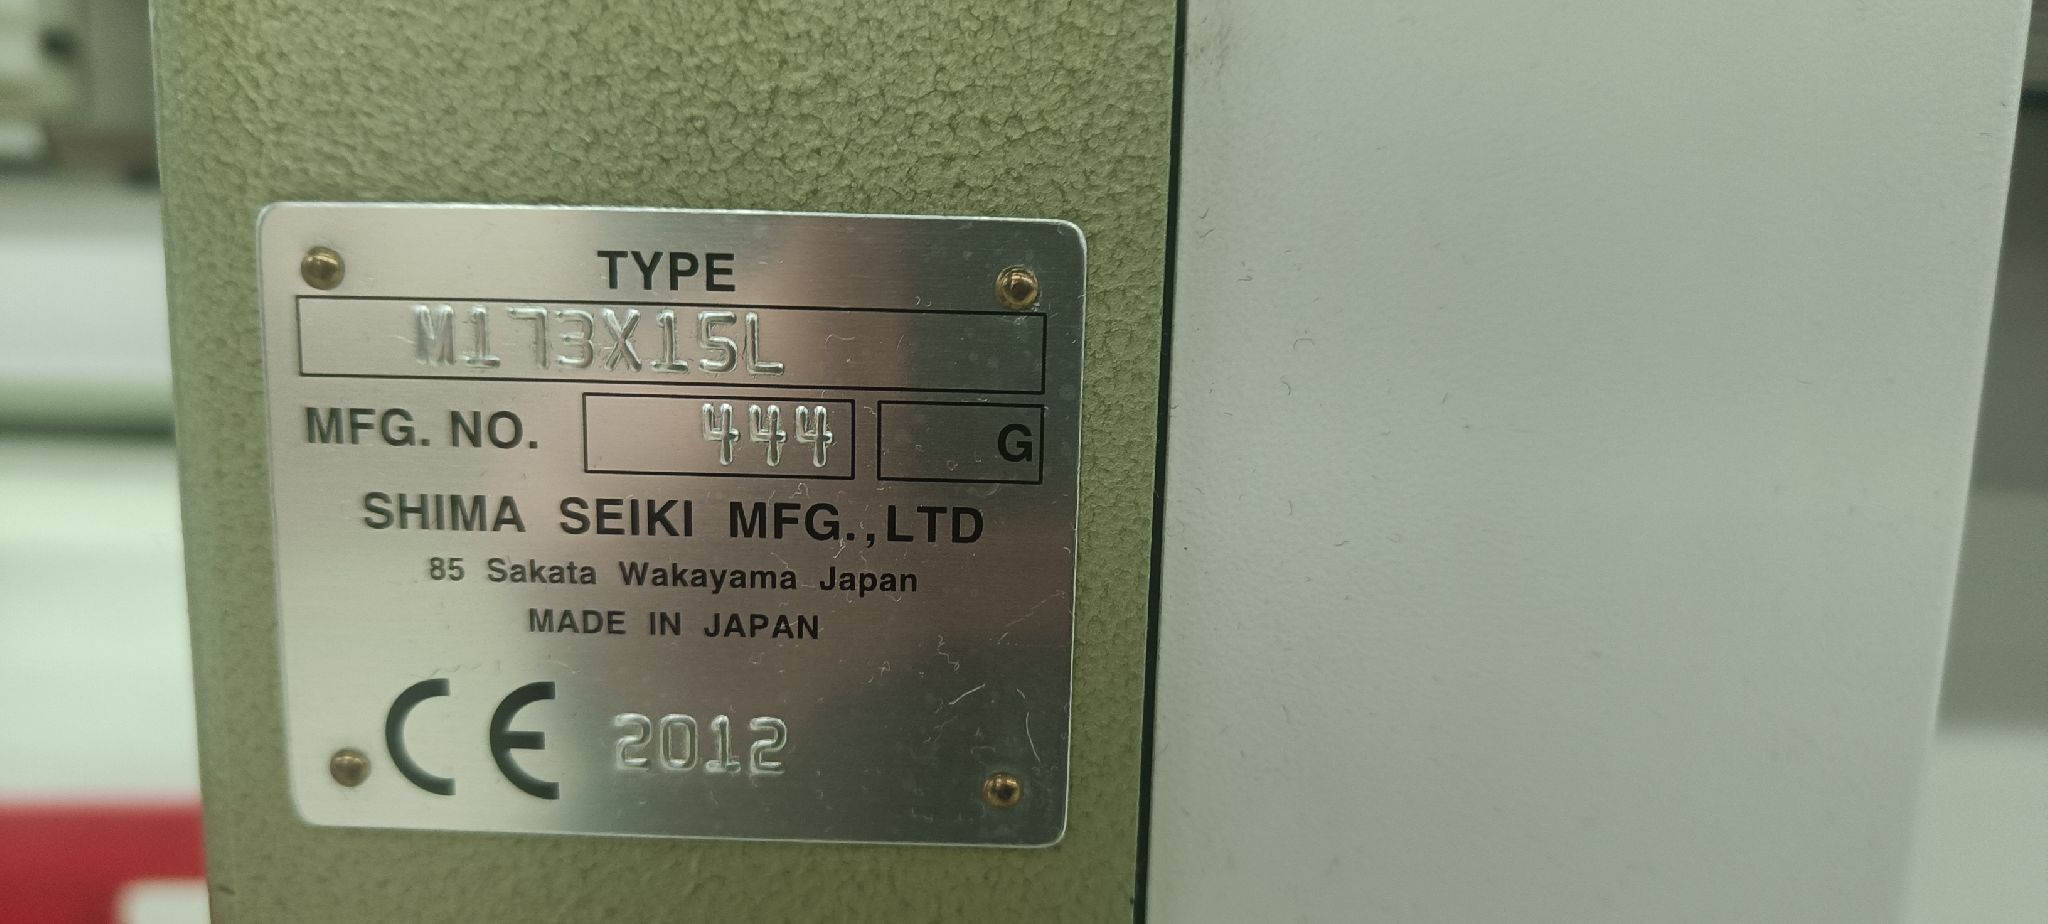 TYPE
M173X15L
MFG. NO. 444 G
SHIMA SEIKI MFG.,LTD
85 Sakata Wakayama Japan
MADE IN JAPAN
CE 2012